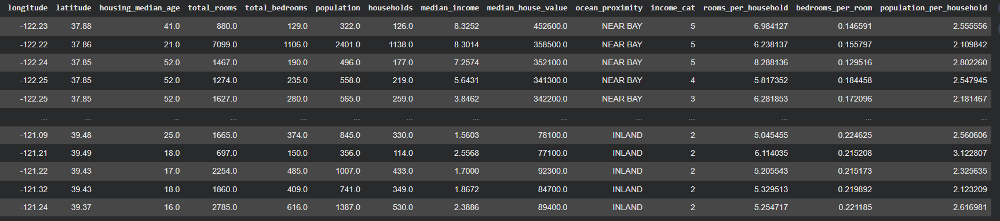 longitude latitude housing_median_age total_rooms total_bedrooms population households median_income median_house_value ocean_proximity income_cat rooms_per_household bedrooms_per_room population_per_household
-122.23 37.88 41.0 880.0 129.0 322.0 126.0 8.3252 452600.0 NEAR BAY 5 6.984127 0.146591 2.555556
-122.22 37.86 21.0 7099.0 1106.0 2401.0 1138.0 8.3014 358500.0 NEAR BAY 5 6.238137 0.155797 2.109842
-122.24 37.85 52.0 1467.0 190.0 496.0 177.0 7.2574 352100.0 NEAR BAY 5 8.288136 0.129516 2.802260
-122.25 37.85 52.0 1274.0 235.0 558.0 219.0 5.6431 341300.0 NEAR BAY 4 5.817352 0.184458 2.547945
-122.25 37.85 52.0 1627.0 280.0 565.0 259.0 3.8462 342200.0 NEAR BAY 3 6.281853 0.172096 2.181467
... ... ... ... ... ... ... ... ... ... ... ... ... ...
-121.09 39.48 25.0 1665.0 374.0 845.0 330.0 1.5603 78100.0 INLAND 2 5.045455 0.224625 2.560606
-121.21 39.49 18.0 697.0 150.0 356.0 114.0 2.5568 77100.0 INLAND 2 6.114035 0.215208 3.122807
-121.22 39.43 17.0 2254.0 485.0 1007.0 433.0 1.7000 92300.0 INLAND 2 5.205543 0.215173 2.325635
-121.32 39.43 18.0 1860.0 409.0 741.0 349.0 1.8672 84700.0 INLAND 2 5.329513 0.219892 2.123209
-121.24 39.37 16.0 2785.0 616.0 1387.0 530.0 2.3886 89400.0 INLAND 2 5.254717 0.221185 2.616981